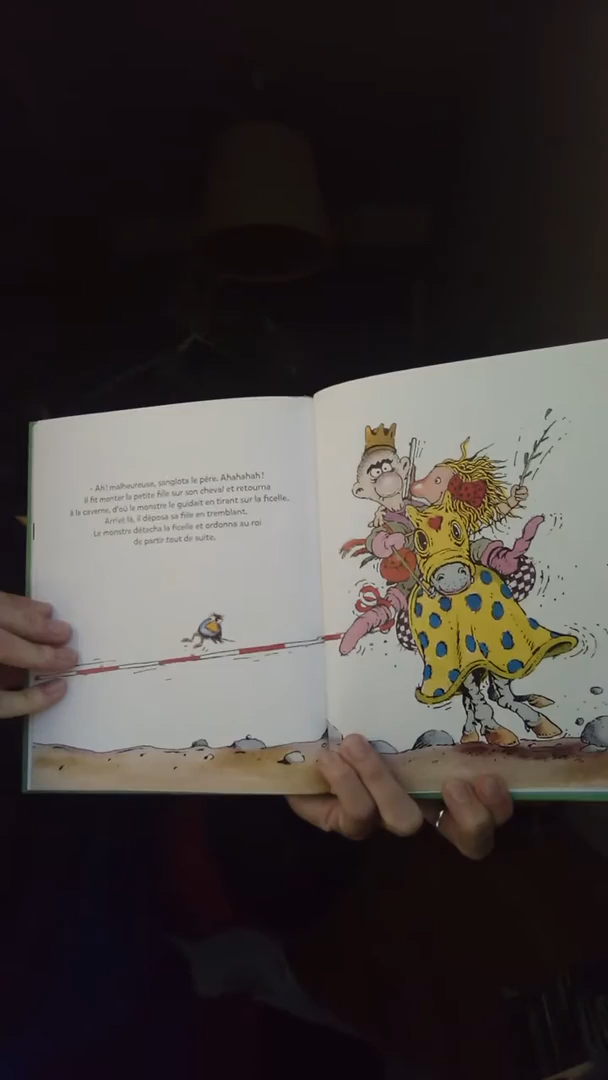 - Ah! malheureuse, sanglota le père. Ahahahah!
Il fit monter la petite fille sur son cheval et retourna
à la caverne, d'où le monstre le guidait en tirant sur la ficelle.
Arrivé là, il déposa sa fille en tremblant.
Le monstre détacha la ficelle et ordonna au roi
de partir tout de suite.